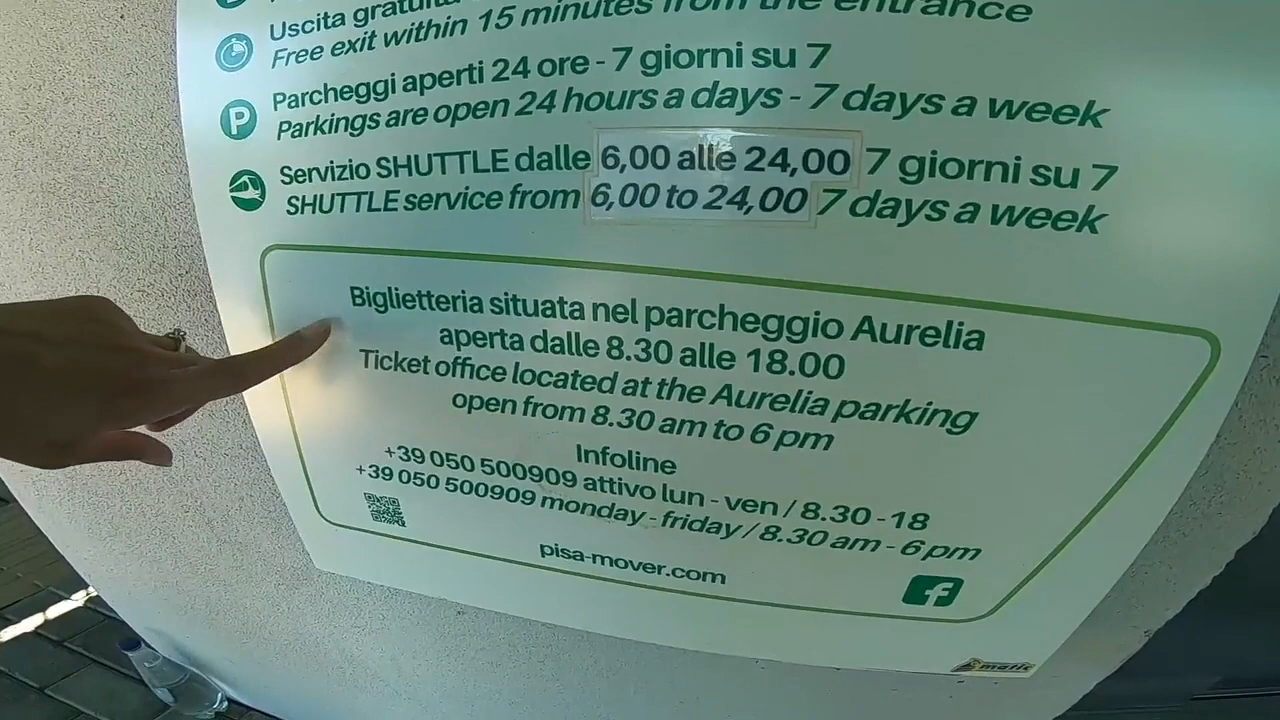 Uscita gratuita
Free exit within 15 minutes from the entrance
Parcheggi aperti 24 ore - 7 giorni su 7
Parkings are open 24 hours a days - 7 days a week
Servizio SHUTTLE dalle 6,00 alle 24,00 7 giorni su 7
SHUTTLE service from 6,00 to 24,00 7 days a week
Biglietteria situata nel parcheggio Aurelia
aperta dalle 8.30 alle 18.00
Ticket office located at the Aurelia parking
open from 8.30 am to 6 pm
Infoline
+39 050 500909 attivo lun - ven / 8.30 - 18
+39 050 500909 monday - friday / 8.30 am - 6 pm
pisa-mover.com